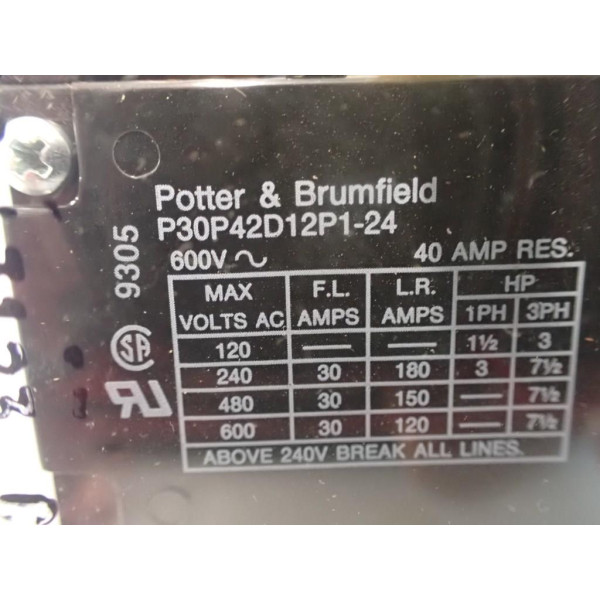 Potter & Brumfield
P30P42D12P1-24
600V ~ 40 AMP RES.
9305
MAX VOLTS AC F.L. AMPS L.R. AMPS HP 1PH 3PH
120 — — 1½ 3
240 30 180 3 7½
480 30 150 — 7½
600 30 120 — 7½
ABOVE 240V BREAK ALL LINES.
SA
RU